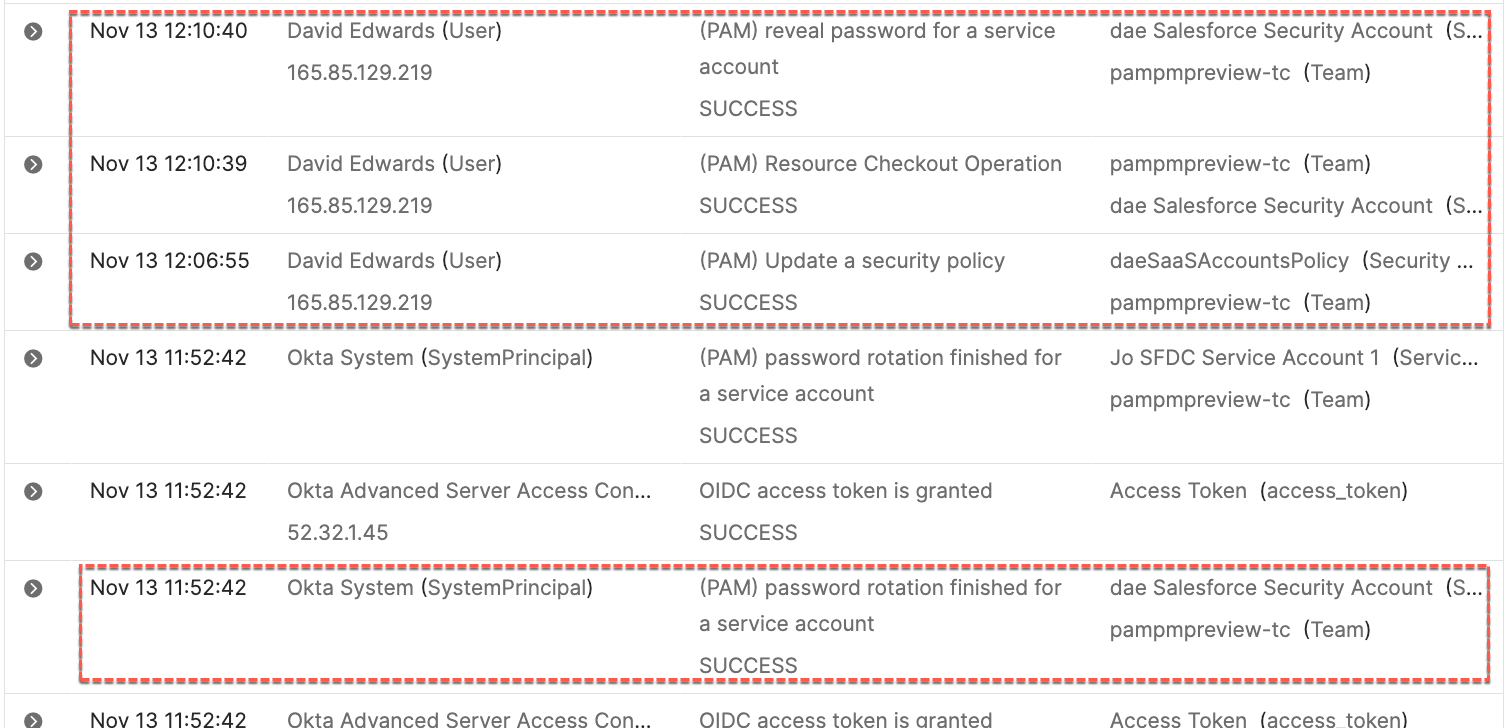 Nov 13 12:10:40 David Edwards (User) (PAM) reveal password for a service dae Salesforce Security Account (S...
165.85.129.219 account pampmpreview-tc (Team)
SUCCESS
Nov 13 12:10:39 David Edwards (User) (PAM) Resource Checkout Operation pampmpreview-tc (Team)
165.85.129.219 SUCCESS dae Salesforce Security Account (S...
Nov 13 12:06:55 David Edwards (User) (PAM) Update a security policy daeSaaSAccountsPolicy (Security ...
165.85.129.219 SUCCESS pampmpreview-tc (Team)
Nov 13 11:52:42 Okta System (SystemPrincipal) (PAM) password rotation finished for Jo SFDC Service Account 1 (Servic...
a service account pampmpreview-tc (Team)
SUCCESS
Nov 13 11:52:42 Okta Advanced Server Access Con... OIDC access token is granted Access Token (access_token)
52.32.1.45 SUCCESS
Nov 13 11:52:42 Okta System (SystemPrincipal) (PAM) password rotation finished for dae Salesforce Security Account (S...
a service account pampmpreview-tc (Team)
SUCCESS
Nov 13 11:52:42 Okta Advanced Server Access Con... OIDC access token is granted Access Token (access_token)